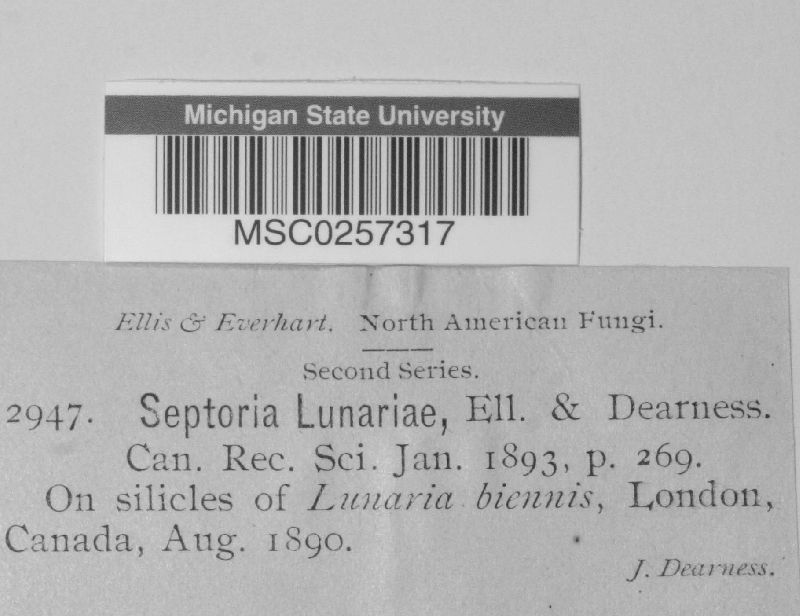 Michigan State University
MSC0257317
Ellis & Everhart. North American Fungi.
Second Series.
2947. Septoria Lunariae, Ell. & Dearness.
Can. Rec. Sci. Jan. 1893, p. 269.
On silicles of Lunaria biennis, London,
Canada, Aug. 1890.
J. Dearness.